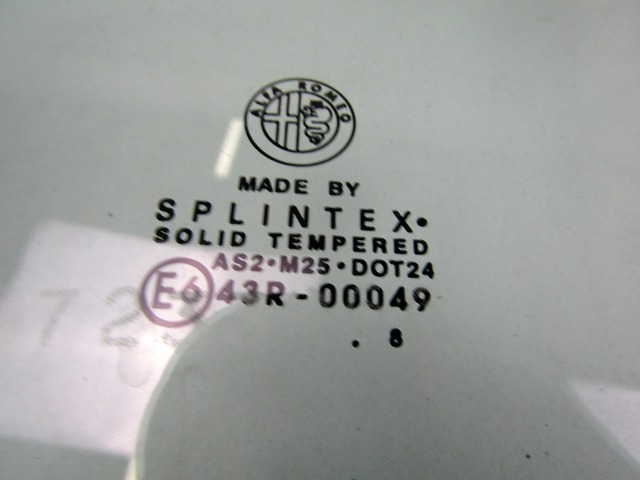 ALFA ROMEO
MADE BY
SPLINTEX•
SOLID TEMPERED
AS2•M25•DOT24
E6 43R-00049
. 8